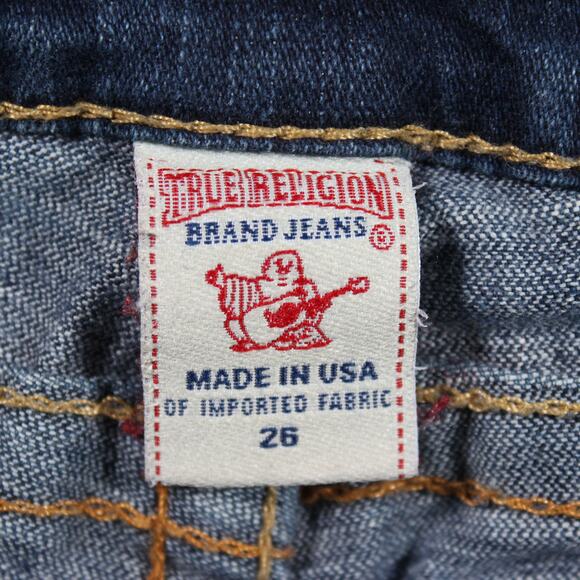 TRUE RELIGION
BRAND JEANS ®
MADE IN USA
OF IMPORTED FABRIC
26